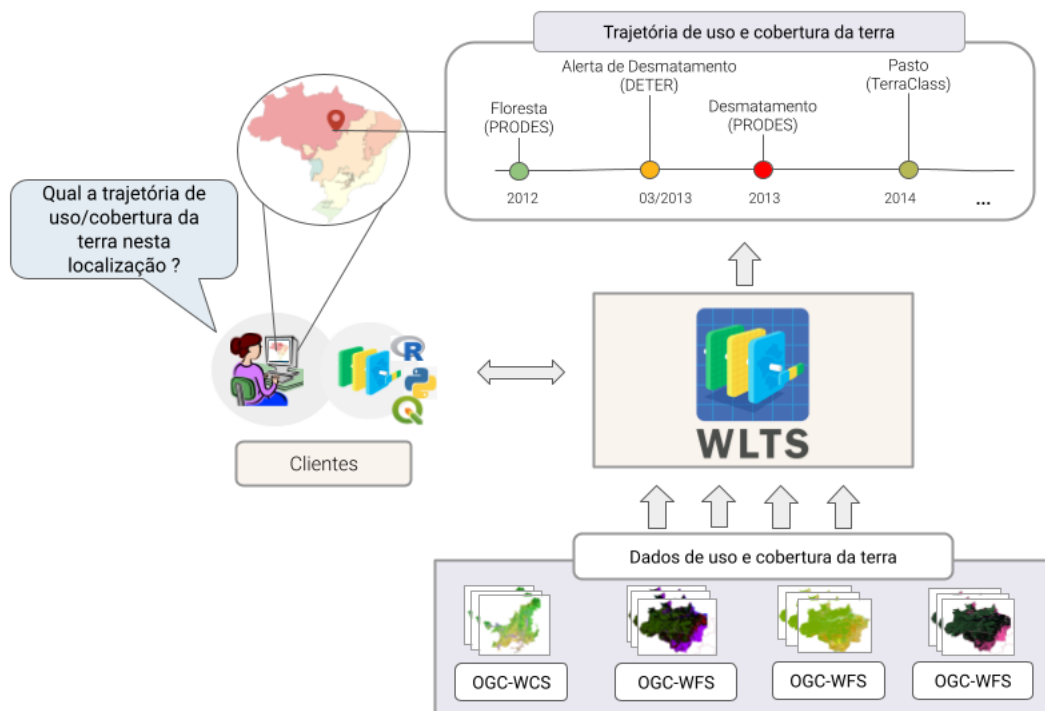 Trajetória de uso e cobertura da terra
Alerta de Desmatamento
(DETER)
Pasto
(TerraClass)
Floresta
(PRODES)
Desmatamento
(PRODES)
2012
03/2013
2013
2014
...
Qual a trajetória de
uso/cobertura da
terra nesta
localização ?
R
WLTS
Clientes
Dados de uso e cobertura da terra
OGC-WCS
OGC-WFS
OGC-WFS
OGC-WFS